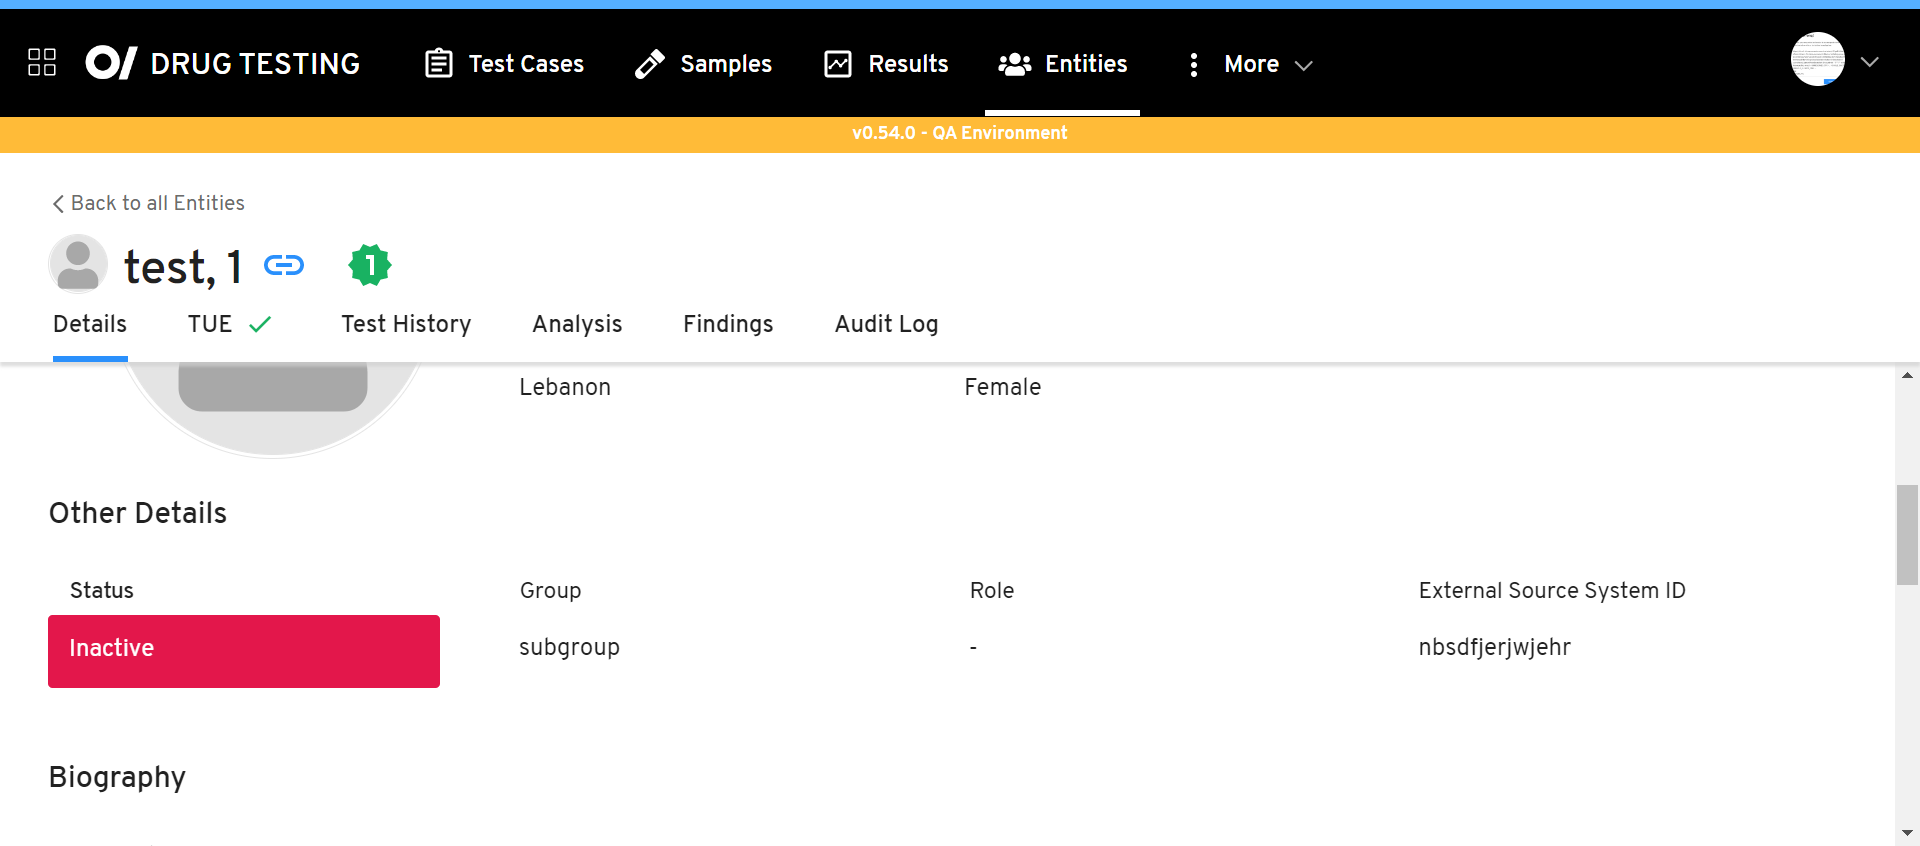 DRUG TESTING Test Cases Samples Results Entities More
v0.54.0 - QA Environment
Back to all Entities
test, 1 1
Details TUE Test History Analysis Findings Audit Log
Lebanon Female
Other Details
Status Group Role External Source System ID
Inactive subgroup - nbsdfjerjwjehr
Biography